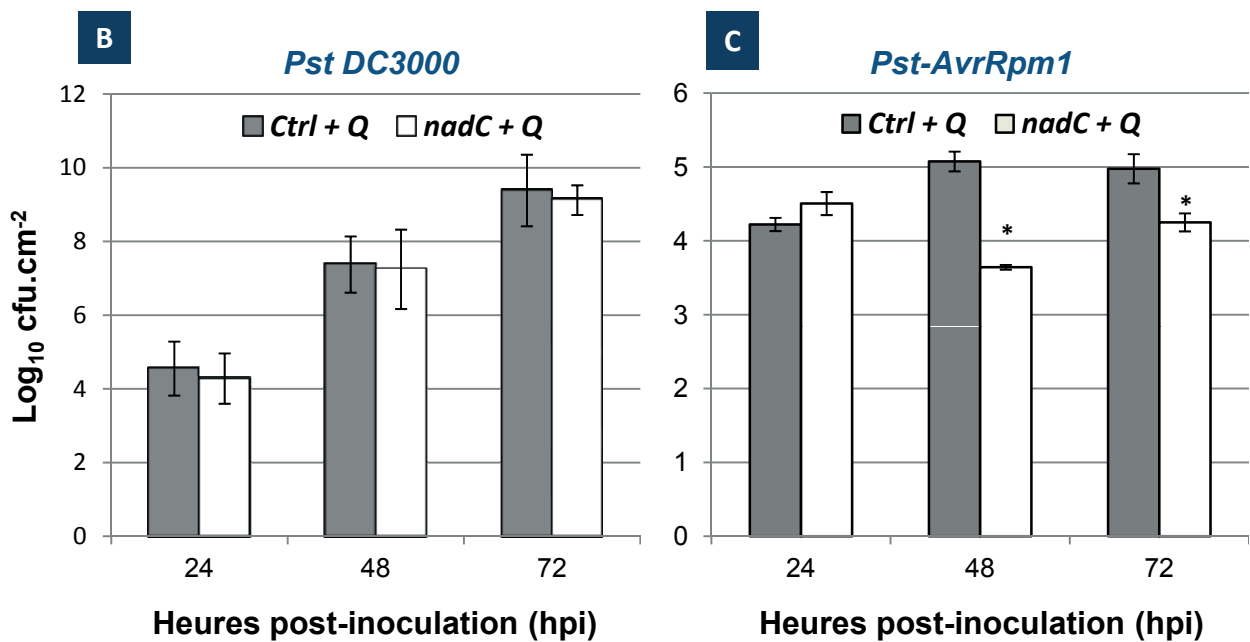 B
Pst DC3000
Ctrl + Q nadC + Q
Log10 cfu.cm-2
12
10
8
6
4
2
0
24 48 72
Heures post-inoculation (hpi)
C
Pst-AvrRpm1
Ctrl + Q nadC + Q
6
5
4
3
2
1
0
*
*
24 48 72
Heures post-inoculation (hpi)